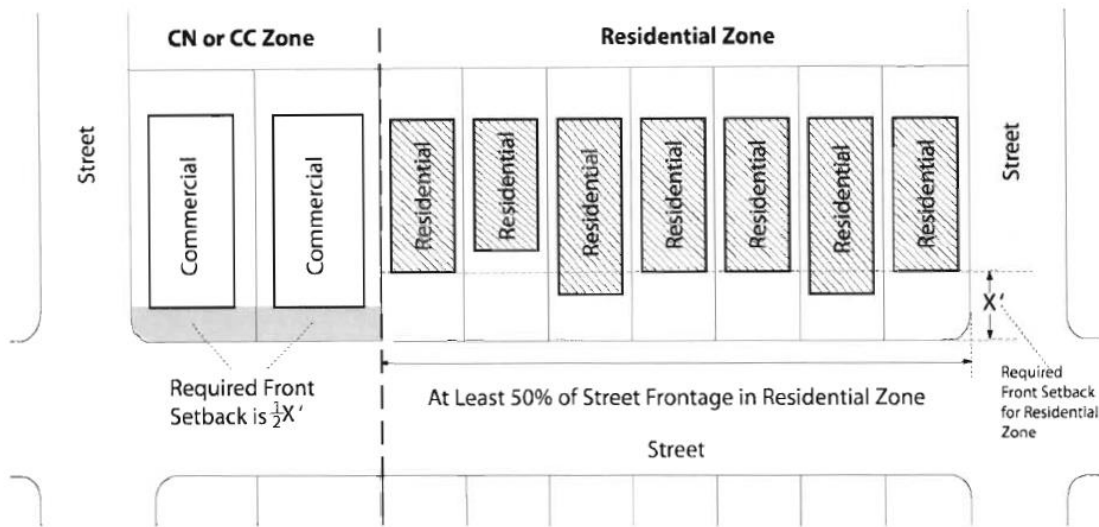 CN or CC Zone
Residential Zone
Street
Commercial
Commercial
Residential
Residential
Residential
Residential
Residential
Residential
Residential
Street
X'
Required Front
Setback is ½X'
At Least 50% of Street Frontage in Residential Zone
Required
Front Setback
for Residential
Zone
Street